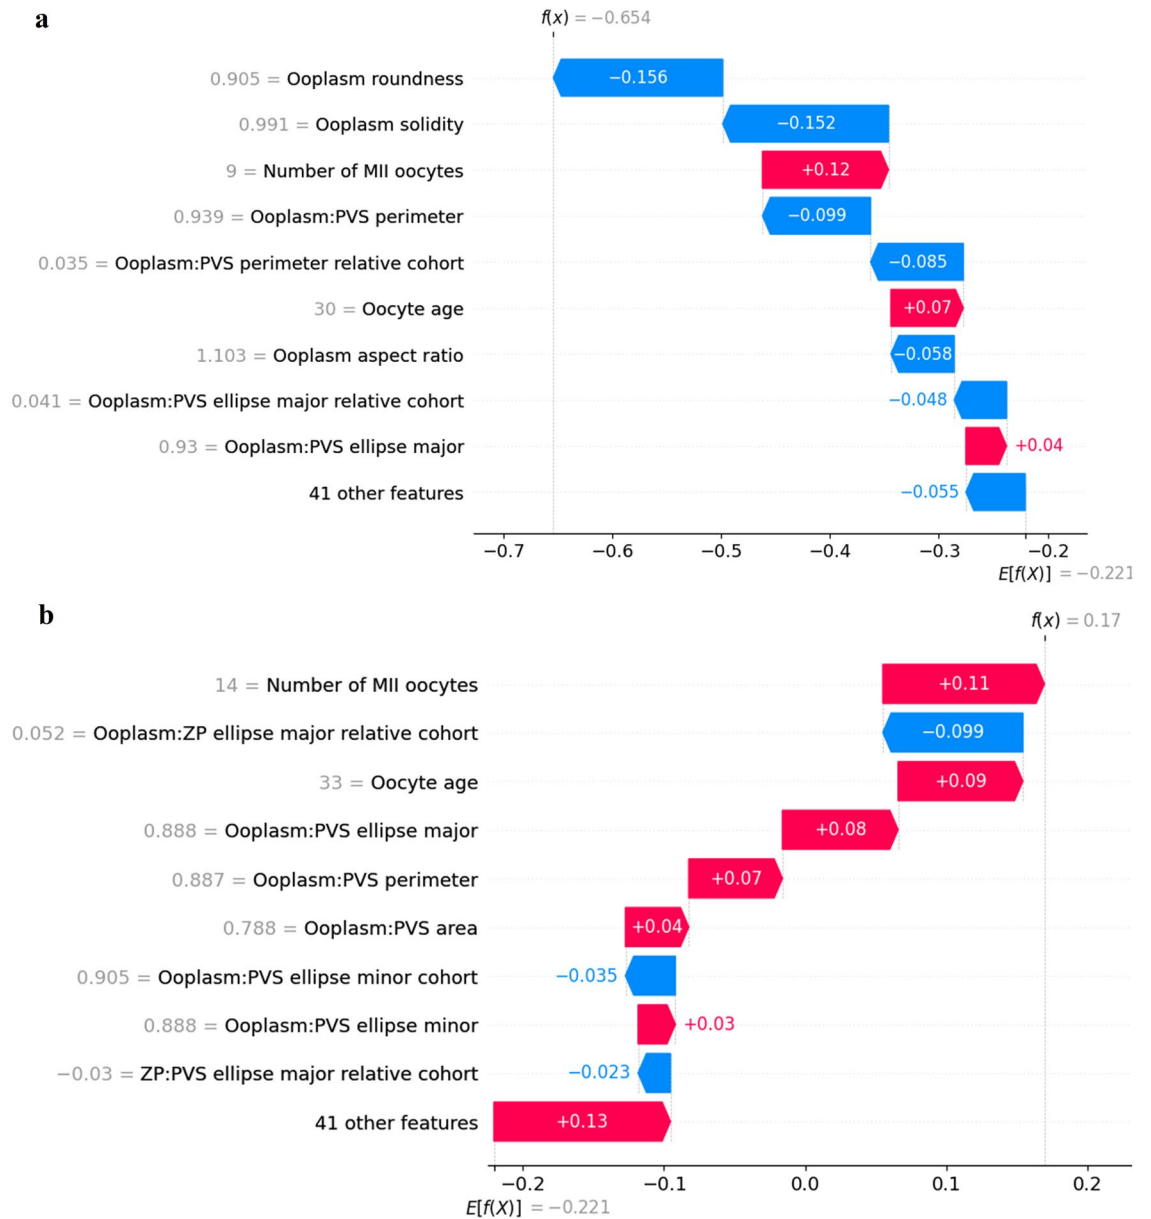 a
f(x) = −0.654
0.905 = Ooplasm roundness
−0.156
0.991 = Ooplasm solidity
−0.152
9 = Number of MII oocytes
+0.12
0.939 = Ooplasm:PVS perimeter
−0.099
0.035 = Ooplasm:PVS perimeter relative cohort
−0.085
30 = Oocyte age
+0.07
1.103 = Ooplasm aspect ratio
−0.058
0.041 = Ooplasm:PVS ellipse major relative cohort
−0.048
0.93 = Ooplasm:PVS ellipse major
+0.04
41 other features
−0.055
−0.7 −0.6 −0.5 −0.4 −0.3 −0.2
E[f(X)] = −0.221
b
f(x) = 0.17
14 = Number of MII oocytes
+0.11
0.052 = Ooplasm:ZP ellipse major relative cohort
−0.099
33 = Oocyte age
+0.09
0.888 = Ooplasm:PVS ellipse major
+0.08
0.887 = Ooplasm:PVS perimeter
+0.07
0.788 = Ooplasm:PVS area
+0.04
0.905 = Ooplasm:PVS ellipse minor cohort
−0.035
0.888 = Ooplasm:PVS ellipse minor
+0.03
−0.03 = ZP:PVS ellipse major relative cohort
−0.023
41 other features
+0.13
−0.2 −0.1 0.0 0.1 0.2
E[f(X)] = −0.221